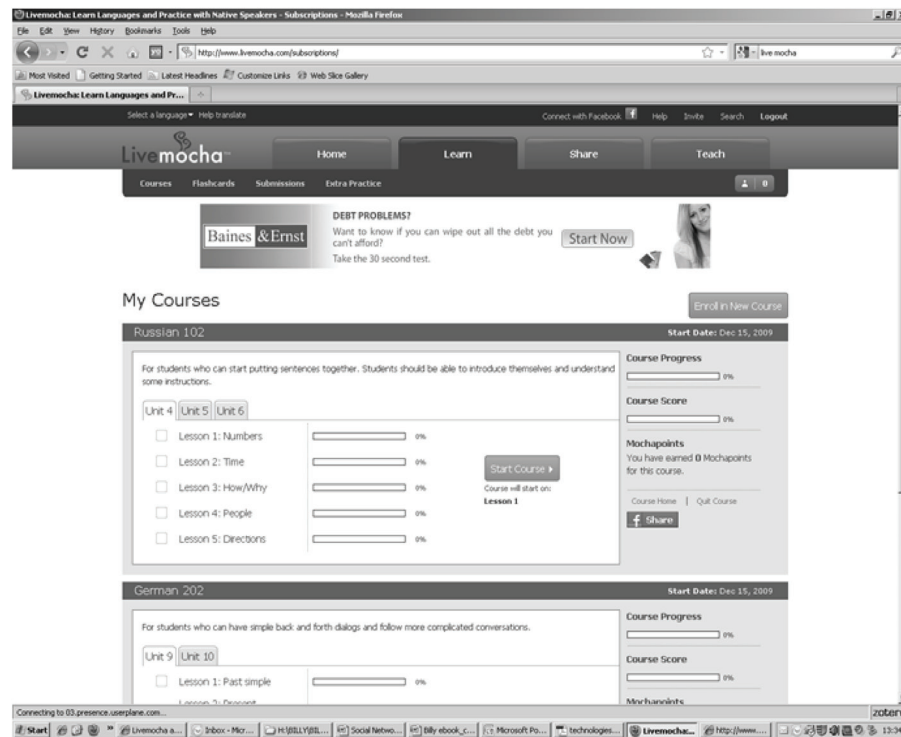 Livemocha: Learn Languages and Practice with Native Speakers - Subscriptions - Mozilla Firefox
File Edit View History Bookmarks Tools Help
http://www.livemocha.com/subscriptions/
live mocha
Most Visited Getting Started Latest Headlines Customize Links Web Slice Gallery
Livemocha: Learn Languages and Pr...
Select a language Help translate Connect with Facebook Help Invite Search Logout
Livemocha Home Learn Share Teach
Courses Flashcards Submissions Extra Practice 0
Baines & Ernst
DEBT PROBLEMS?
Want to know if you can wipe out all the debt you
can't afford?
Take the 30 second test.
Start Now
My Courses
Enroll in New Course
Russian 102 Start Date: Dec 15, 2009
For students who can start putting sentences together. Students should be able to introduce themselves and understand
some instructions.
Unit 4 Unit 5 Unit 6
Lesson 1: Numbers 0%
Lesson 2: Time 0%
Lesson 3: How/Why 0%
Lesson 4: People 0%
Lesson 5: Directions 0%
Start Course
Course will start on:
Lesson 1
Course Progress
0%
Course Score
0%
Mochapoints
You have earned 0 Mochapoints
for this course.
Course Home | Quit Course
Share
German 202 Start Date: Dec 15, 2009
For students who can have simple back and forth dialogs and follow more complicated conversations.
Unit 9 Unit 10
Lesson 1: Past simple 0%
Lesson 2: Present
Course Progress
0%
Course Score
0%
Mochapoints
Connecting to 03.presence.userplane.com... zoter
Start Livemocha a... Inbox - Micr... H:\BILLY\BIL... Social Netwo... Billy ebook_c... Microsoft Po... technologies... Livemocha:... http://www.... 13:34